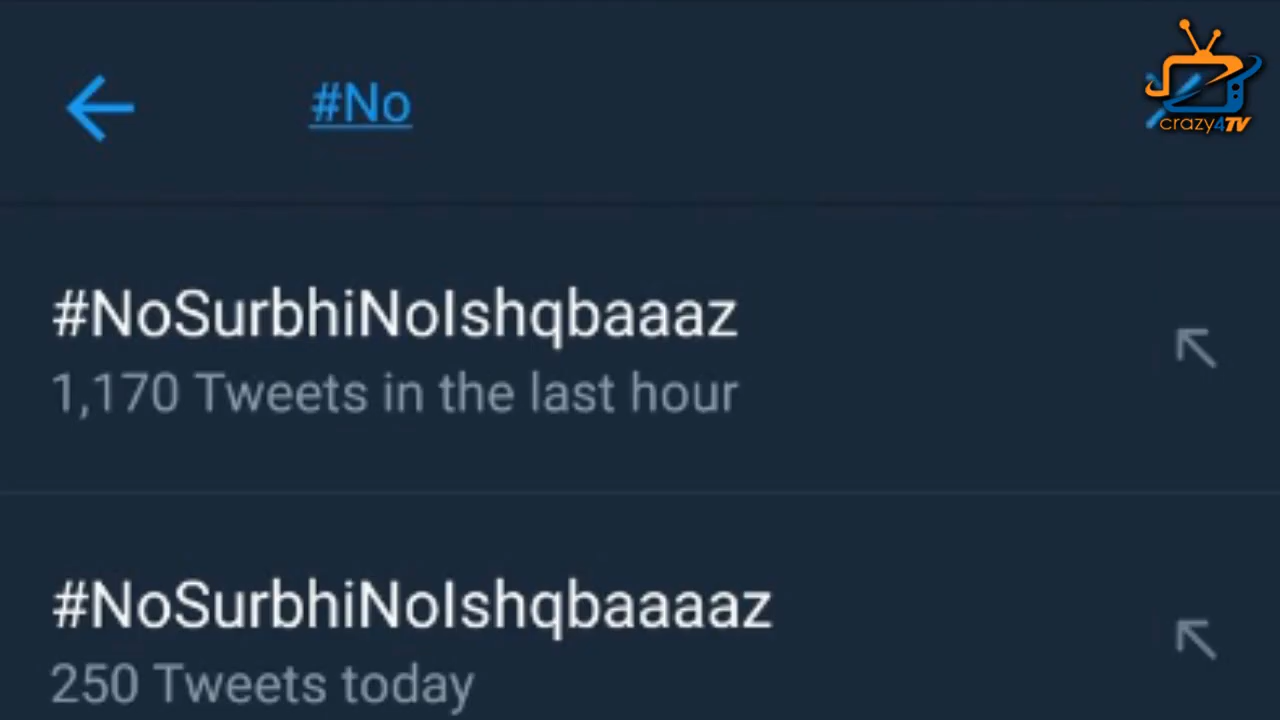 #No
crazy4TV
#NoSurbhiNoIshqbaaaz
1,170 Tweets in the last hour
#NoSurbhiNoIshqbaaaaz
250 Tweets today